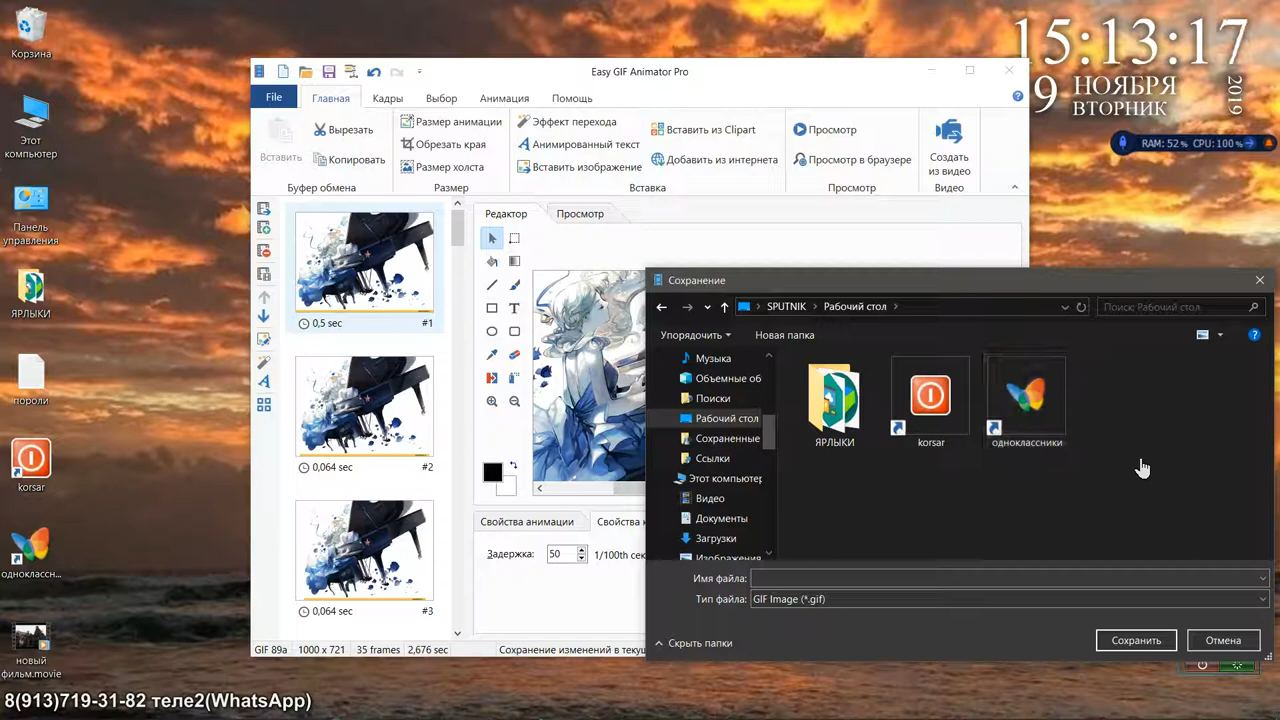 Корзина
Этот
компьютер
Панель
управления
ЯРЛЫКИ
пороли
korsar
одноклассн...
новый
фильм.movie
8(913)719-31-82 теле2(WhatsApp)
15:13:17
9 НОЯБРЯ
ВТОРНИК
2019
RAM: 52 % CPU:100 %
Easy GIF Animator Pro
File
Главная
Кадры
Выбор
Анимация
Помощь
Вставить
Вырезать
Копировать
Буфер обмена
Размер анимации
Обрезать края
Размер холста
Размер
Эффект перехода
Анимированный текст
Вставить изображение
Вставить из Clipart
Добавить из интернета
Вставка
Просмотр
Просмотр в браузере
Просмотр
Создать
из видео
Видео
0,5 sec #1
0,064 sec #2
0,064 sec #3
Редактор
Просмотр
Свойства анимации
Свойства к
Задержка: 50 1/100th сек
GIF 89a 1000 x 721 35 frames 2,676 sec Сохранение изменений в текущ
Сохранение
SPUTNIK
Рабочий стол
Поиск: Рабочий стол
Упорядочить
Новая папка
Музыка
Объемные об
Поиски
Рабочий стол
Сохраненные
Ссылки
Этот компьютер
Видео
Документы
Загрузки
Изображения
ЯРЛЫКИ
korsar
одноклассники
Имя файла:
Тип файла: GIF Image (*.gif)
Скрыть папки
Сохранить
Отмена